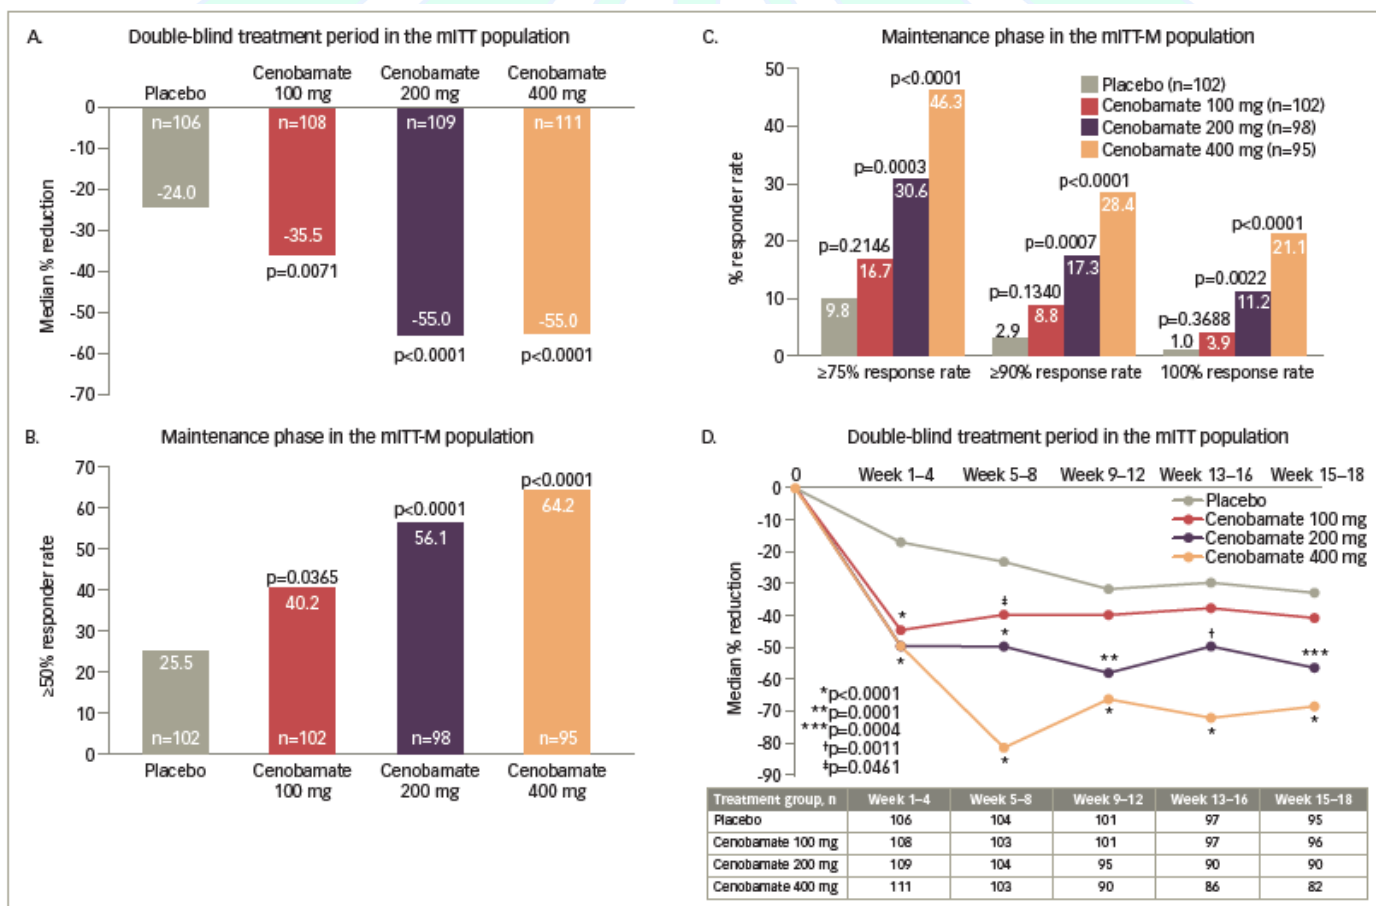 A. Double-blind treatment period in the mITT population
Placebo
Cenobamate
100 mg
Cenobamate
200 mg
Cenobamate
400 mg
Median % reduction
0
-10
-20
-30
-40
-50
-60
-70
n=106
n=108
n=109
n=111
-24.0
-35.5
-55.0
-55.0
p=0.0071
p<0.0001
p<0.0001
B. Maintenance phase in the mITT-M population
≥50% responder rate
70
60
50
40
30
20
10
0
p=0.0365
p<0.0001
p<0.0001
25.5
40.2
56.1
64.2
n=102
n=102
n=98
n=95
Placebo
Cenobamate
100 mg
Cenobamate
200 mg
Cenobamate
400 mg
C. Maintenance phase in the mITT-M population
% responder rate
50
40
30
20
10
0
Placebo (n=102)
Cenobamate 100 mg (n=102)
Cenobamate 200 mg (n=98)
Cenobamate 400 mg (n=95)
p=0.2146
p=0.0003
p<0.0001
9.8
16.7
30.6
46.3
p=0.1340
p=0.0007
p<0.0001
2.9
8.8
17.3
28.4
p=0.3688
p=0.0022
p<0.0001
1.0
3.9
11.2
21.1
≥75% response rate
≥90% response rate
100% response rate
D. Double-blind treatment period in the mITT population
0 Week 1–4 Week 5–8 Week 9–12 Week 13–16 Week 15–18
Median % reduction
0
-10
-20
-30
-40
-50
-60
-70
-80
-90
Placebo
Cenobamate 100 mg
Cenobamate 200 mg
Cenobamate 400 mg
*
‡
*
*
**
†
***
*
*
*
*
*p<0.0001
**p=0.0001
***p=0.0004
†p=0.0011
‡p=0.0461
Treatment group, n Week 1–4 Week 5–8 Week 9–12 Week 13–16 Week 15–18
Placebo 106 104 101 97 95
Cenobamate 100 mg 108 103 101 97 96
Cenobamate 200 mg 109 104 95 90 90
Cenobamate 400 mg 111 103 90 86 82